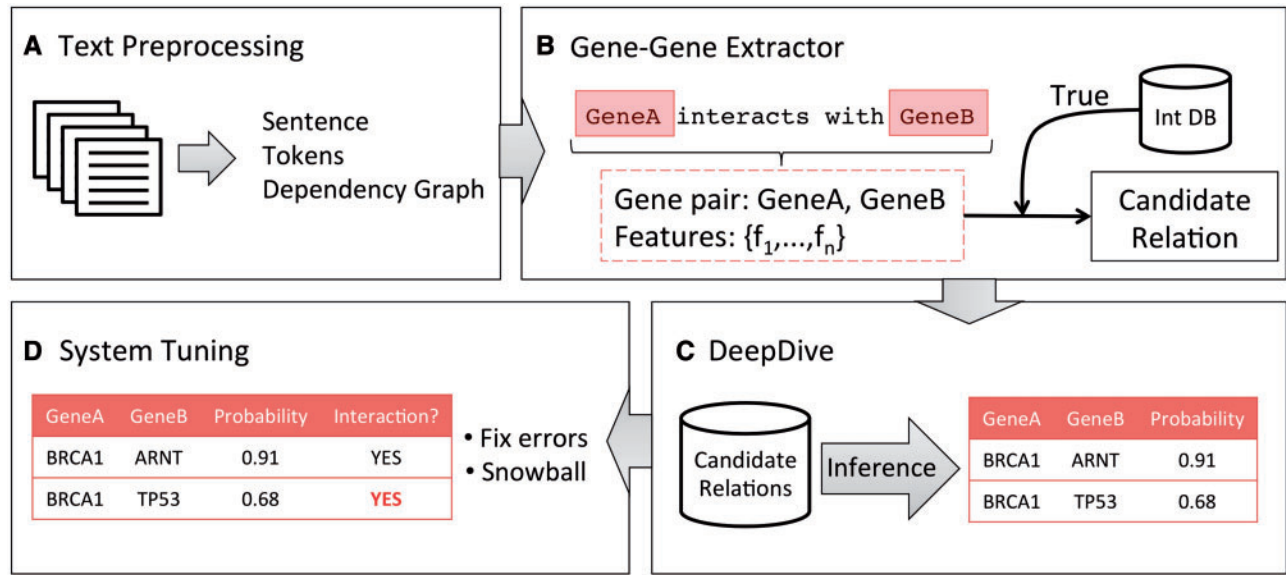 A Text Preprocessing
Sentence
Tokens
Dependency Graph
B Gene-Gene Extractor
GeneA interacts with GeneB
True
Int DB
Gene pair: GeneA, GeneB
Features: {f1,...,fn}
Candidate
Relation
C DeepDive
Candidate
Relations
Inference
GeneA GeneB Probability
BRCA1 ARNT 0.91
BRCA1 TP53 0.68
D System Tuning
GeneA GeneB Probability Interaction?
BRCA1 ARNT 0.91 YES
BRCA1 TP53 0.68 YES
• Fix errors
• Snowball